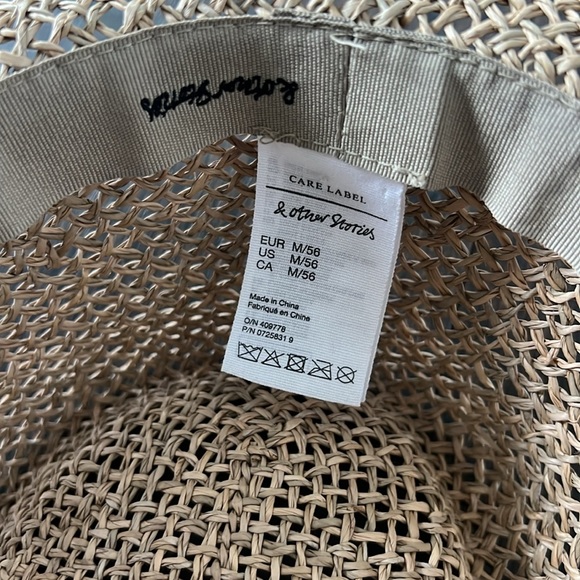 & other Stories
CARE LABEL
& other Stories
EUR M/56
US M/56
CA M/56
Made in China
Fabriqué en Chine
O/N 409778
P/N 0725831 9